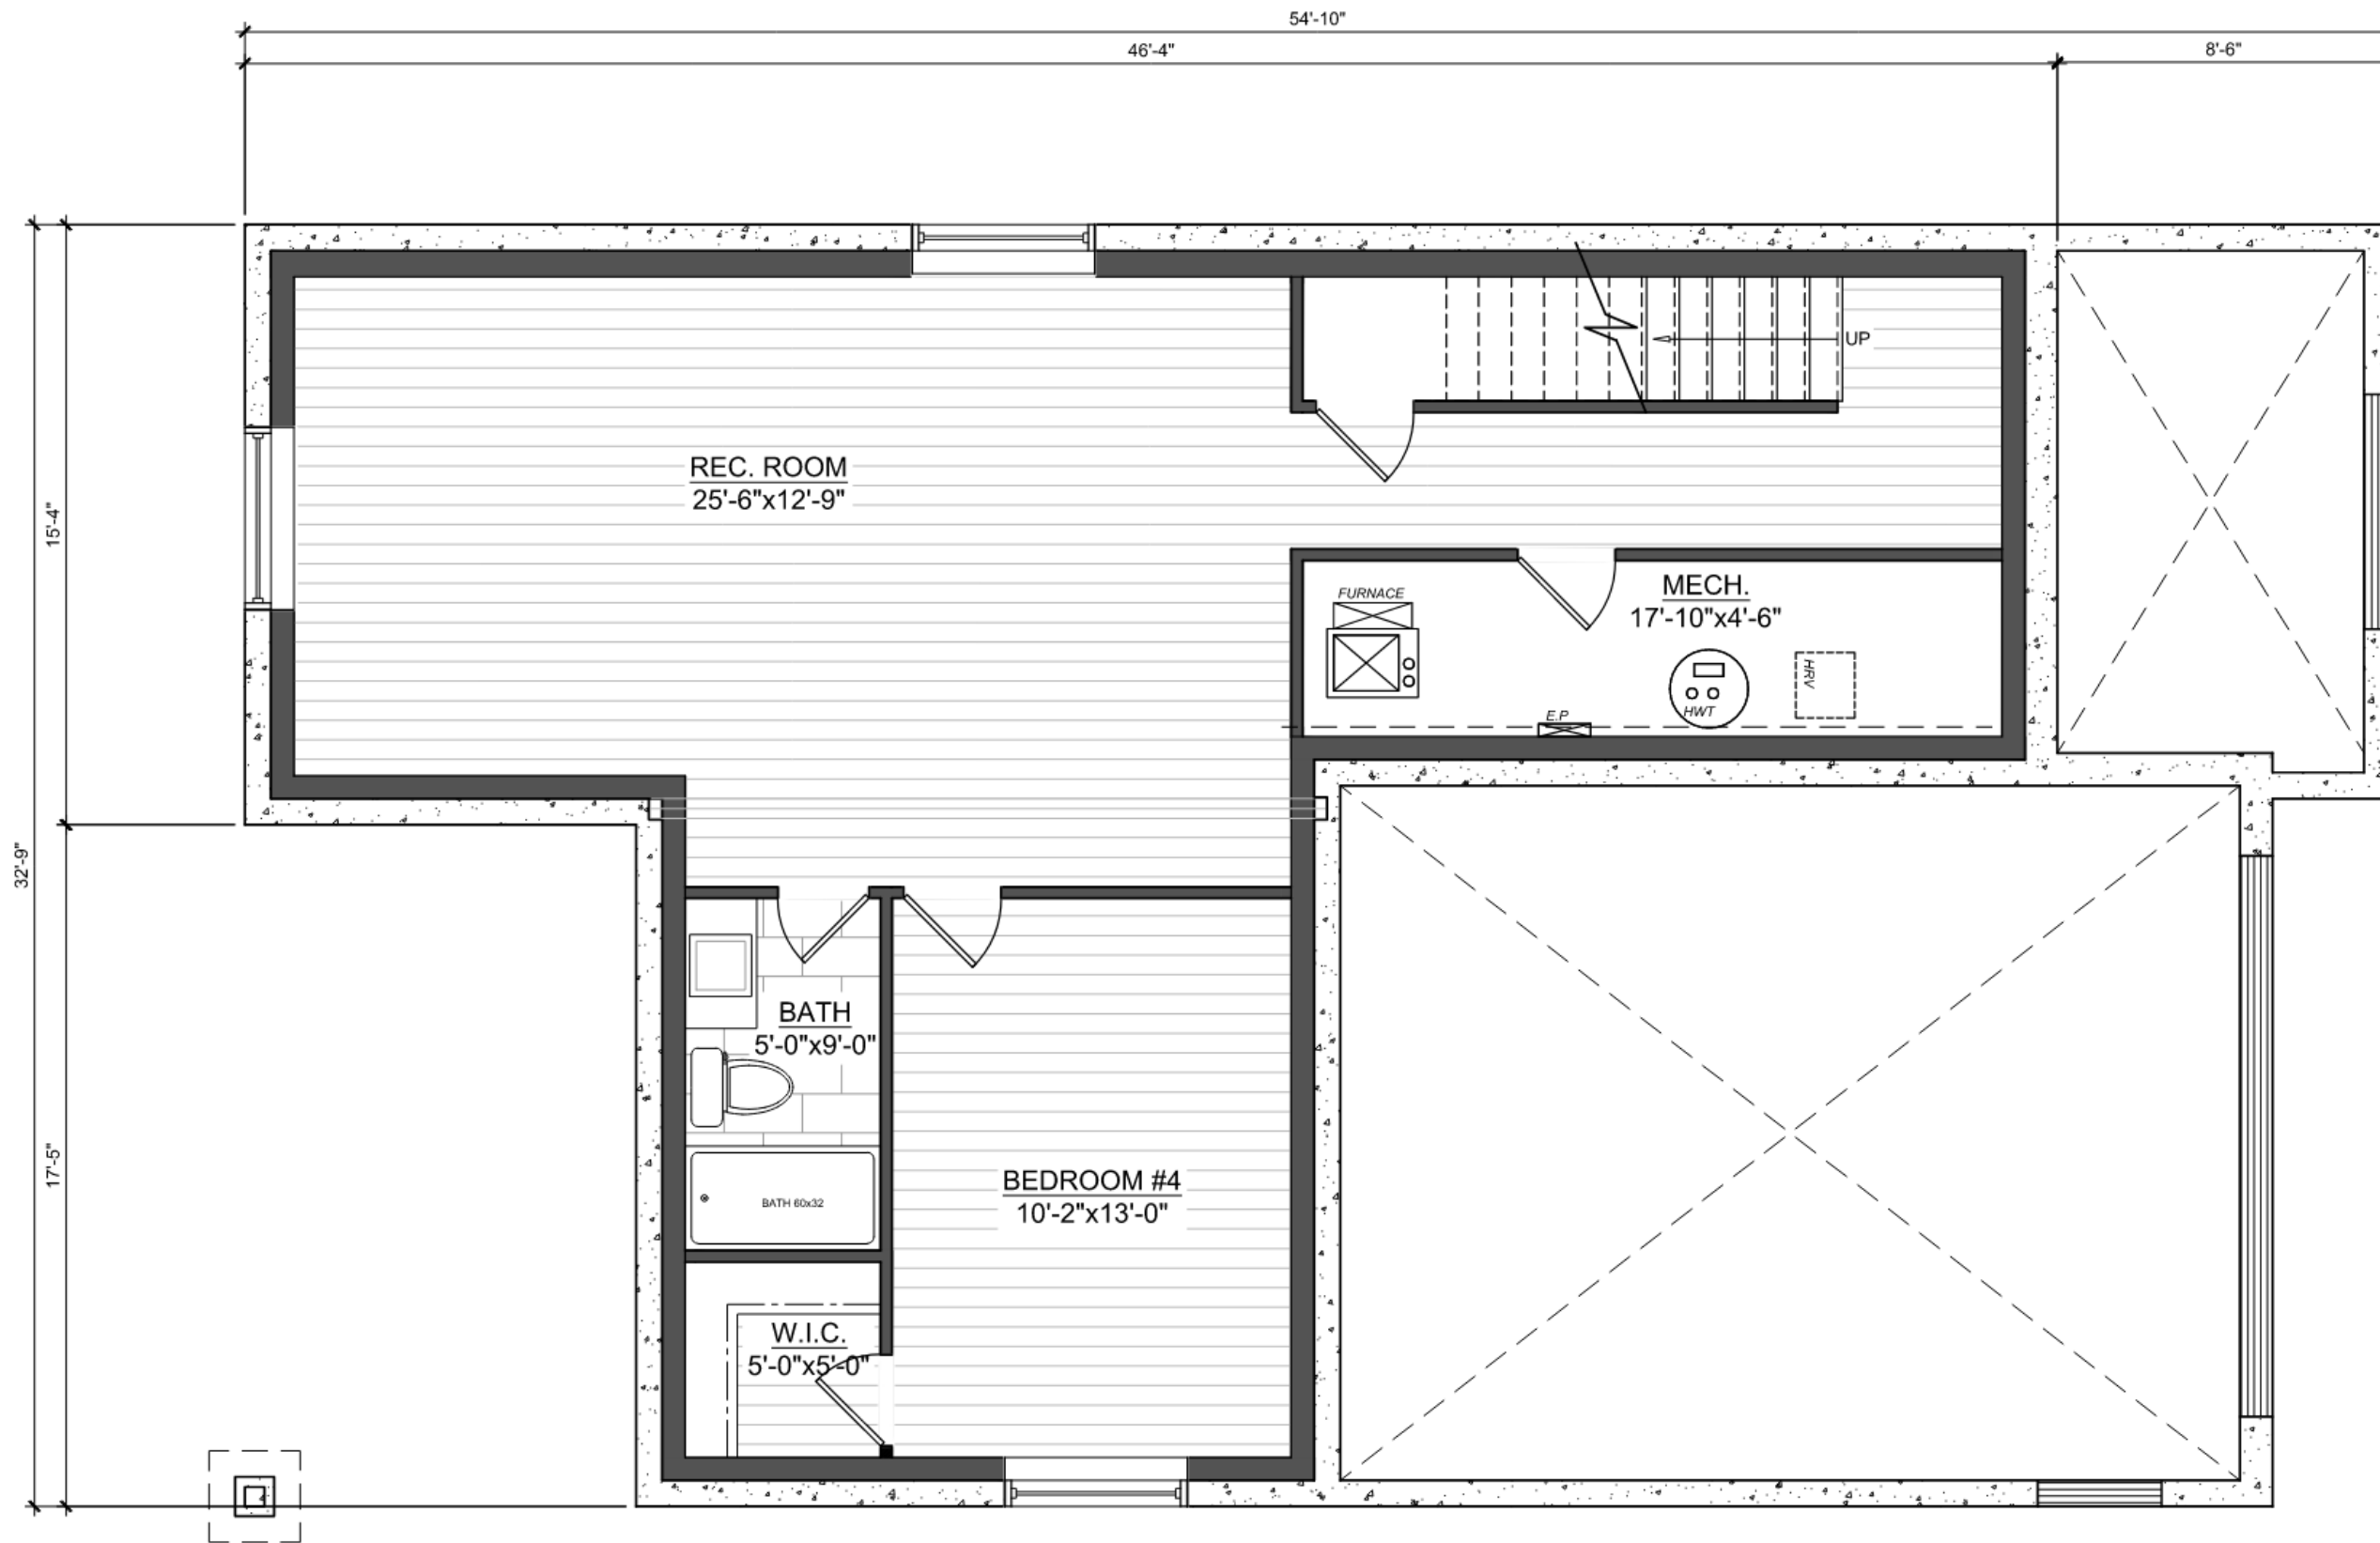 54'-10"
46'-4"
8'-6"
UP
REC. ROOM
25'-6"x12'-9"
15'-4"
32'-9"
17'-5"
FURNACE
MECH.
17'-10"x4'-6"
HRV
HWT
E.P
BATH
5'-0"x9'-0"
BEDROOM #4
10'-2"x13'-0"
BATH 60x32
W.I.C.
5'-0"x5'-0"